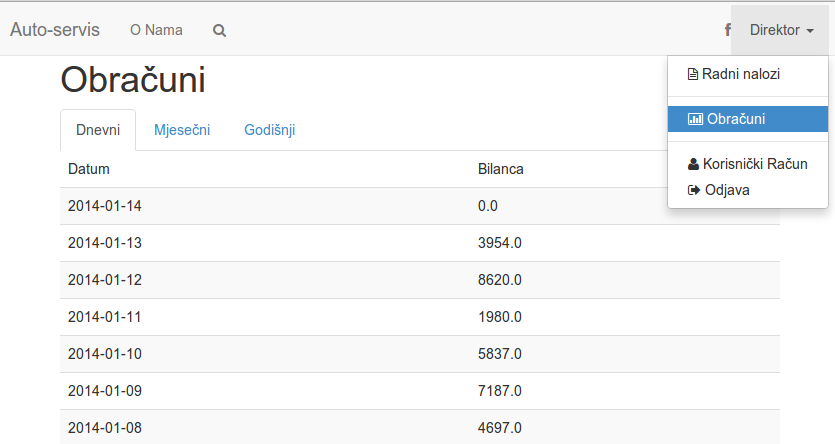 Auto-servis O Nama f Direktor
Radni nalozi
Obračuni
Korisnički Račun
Odjava
Obračuni
Dnevni Mjesečni Godišnji
Datum Bilanca
2014-01-14 0.0
2014-01-13 3954.0
2014-01-12 8620.0
2014-01-11 1980.0
2014-01-10 5837.0
2014-01-09 7187.0
2014-01-08 4697.0